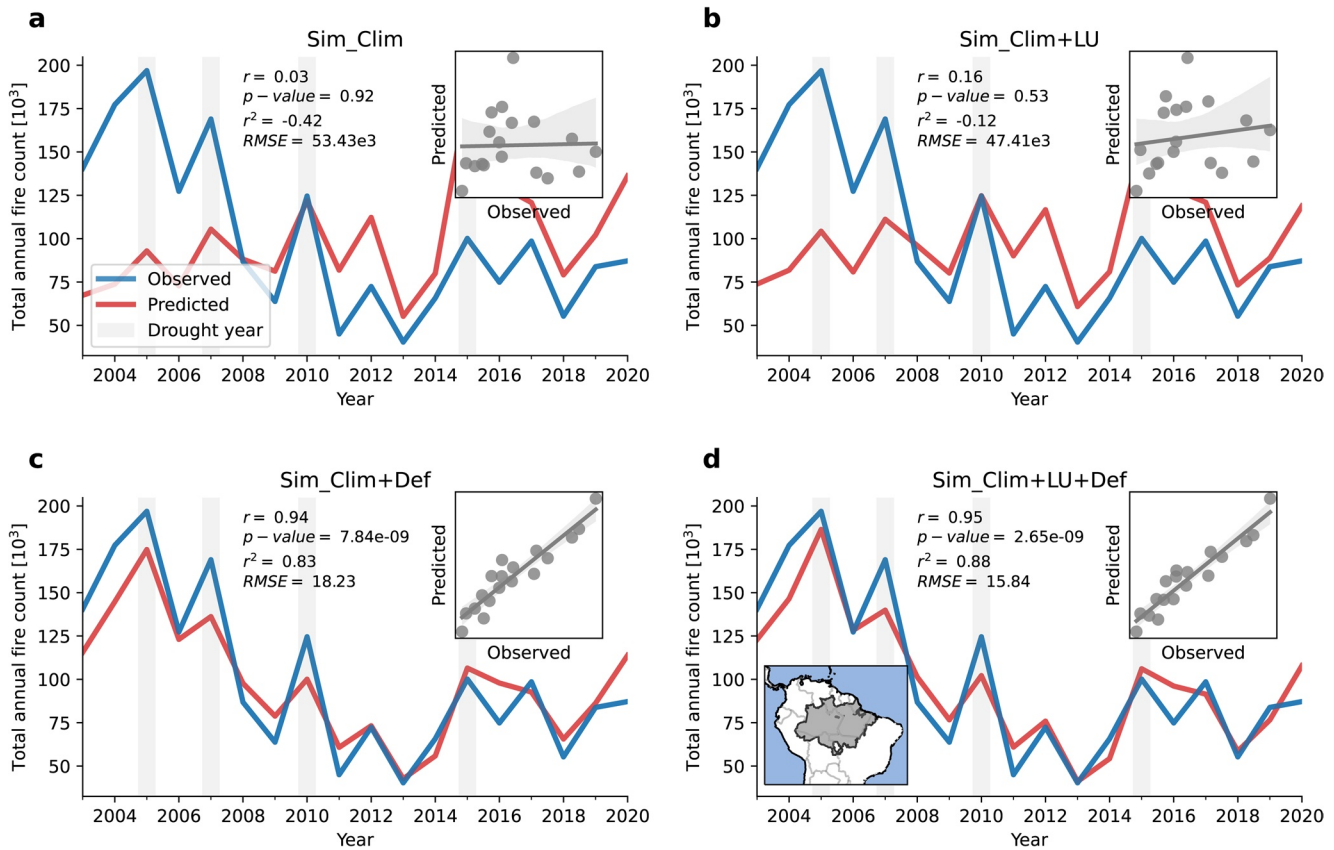 a
Sim_Clim
Total annual fire count [10³]
200
175
150
125
100
75
50
r = 0.03
p − value = 0.92
r² = -0.42
RMSE = 53.43e3
Predicted
Observed
Observed
Predicted
Drought year
2004 2006 2008 2010 2012 2014 2016 2018 2020
Year
b
Sim_Clim+LU
Total annual fire count [10³]
200
175
150
125
100
75
50
r = 0.16
p − value = 0.53
r² = -0.12
RMSE = 47.41e3
Predicted
Observed
2004 2006 2008 2010 2012 2014 2016 2018 2020
Year
c
Sim_Clim+Def
Total annual fire count [10³]
200
175
150
125
100
75
50
r = 0.94
p − value = 7.84e-09
r² = 0.83
RMSE = 18.23
Predicted
Observed
2004 2006 2008 2010 2012 2014 2016 2018 2020
Year
d
Sim_Clim+LU+Def
Total annual fire count [10³]
200
175
150
125
100
75
50
r = 0.95
p − value = 2.65e-09
r² = 0.88
RMSE = 15.84
Predicted
Observed
2004 2006 2008 2010 2012 2014 2016 2018 2020
Year